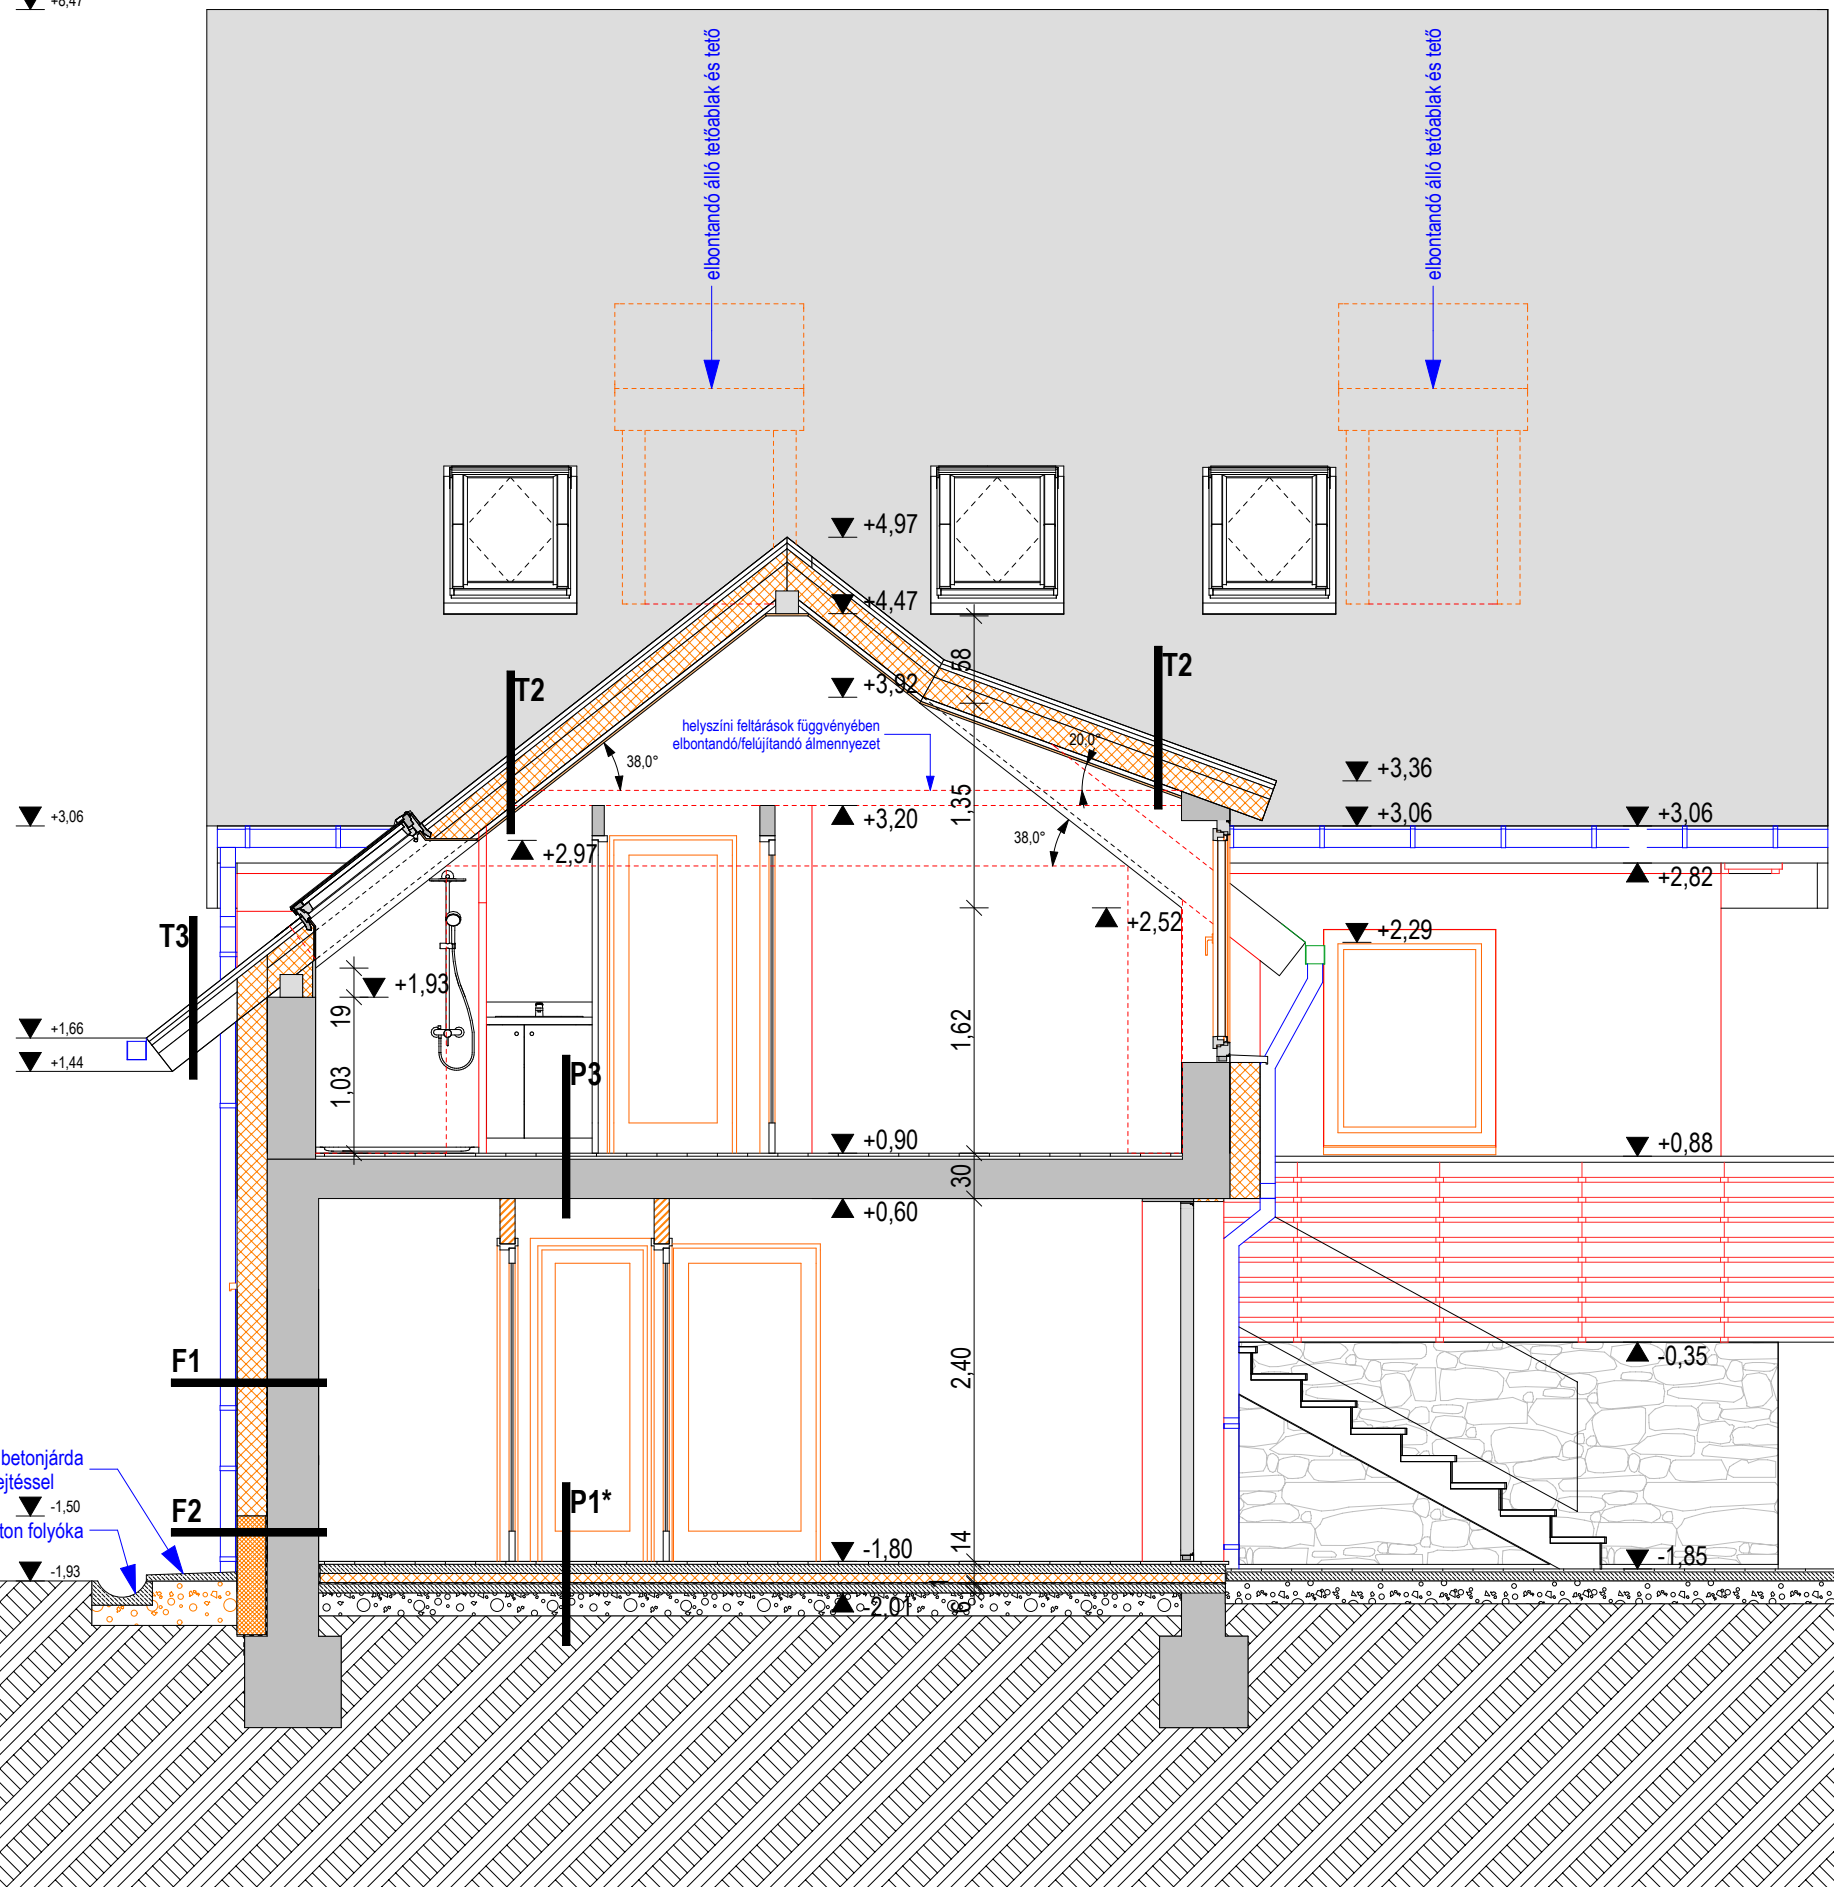 +8,47
elbontandó álló tetőablak és tető
elbontandó álló tetőablak és tető
+4,97
+4,47
58
T2
T2
+3,92
helyszíni feltárások függvényében
elbontandó/felújítandó álmennyezet
38,0°
20,0°
+3,36
1,35
+3,06
+3,20
+3,06
+3,06
38,0°
+2,97
+2,82
+2,52
+2,29
T3
+1,93
19
1,62
+1,66
+1,44
1,03
P3
+0,90
+0,88
30
+0,60
2,40
-0,35
F1
betonjárda
ejtéssel
-1,50
F2
P1*
ton folyóka
14
-1,80
-1,85
-1,93
-2,01